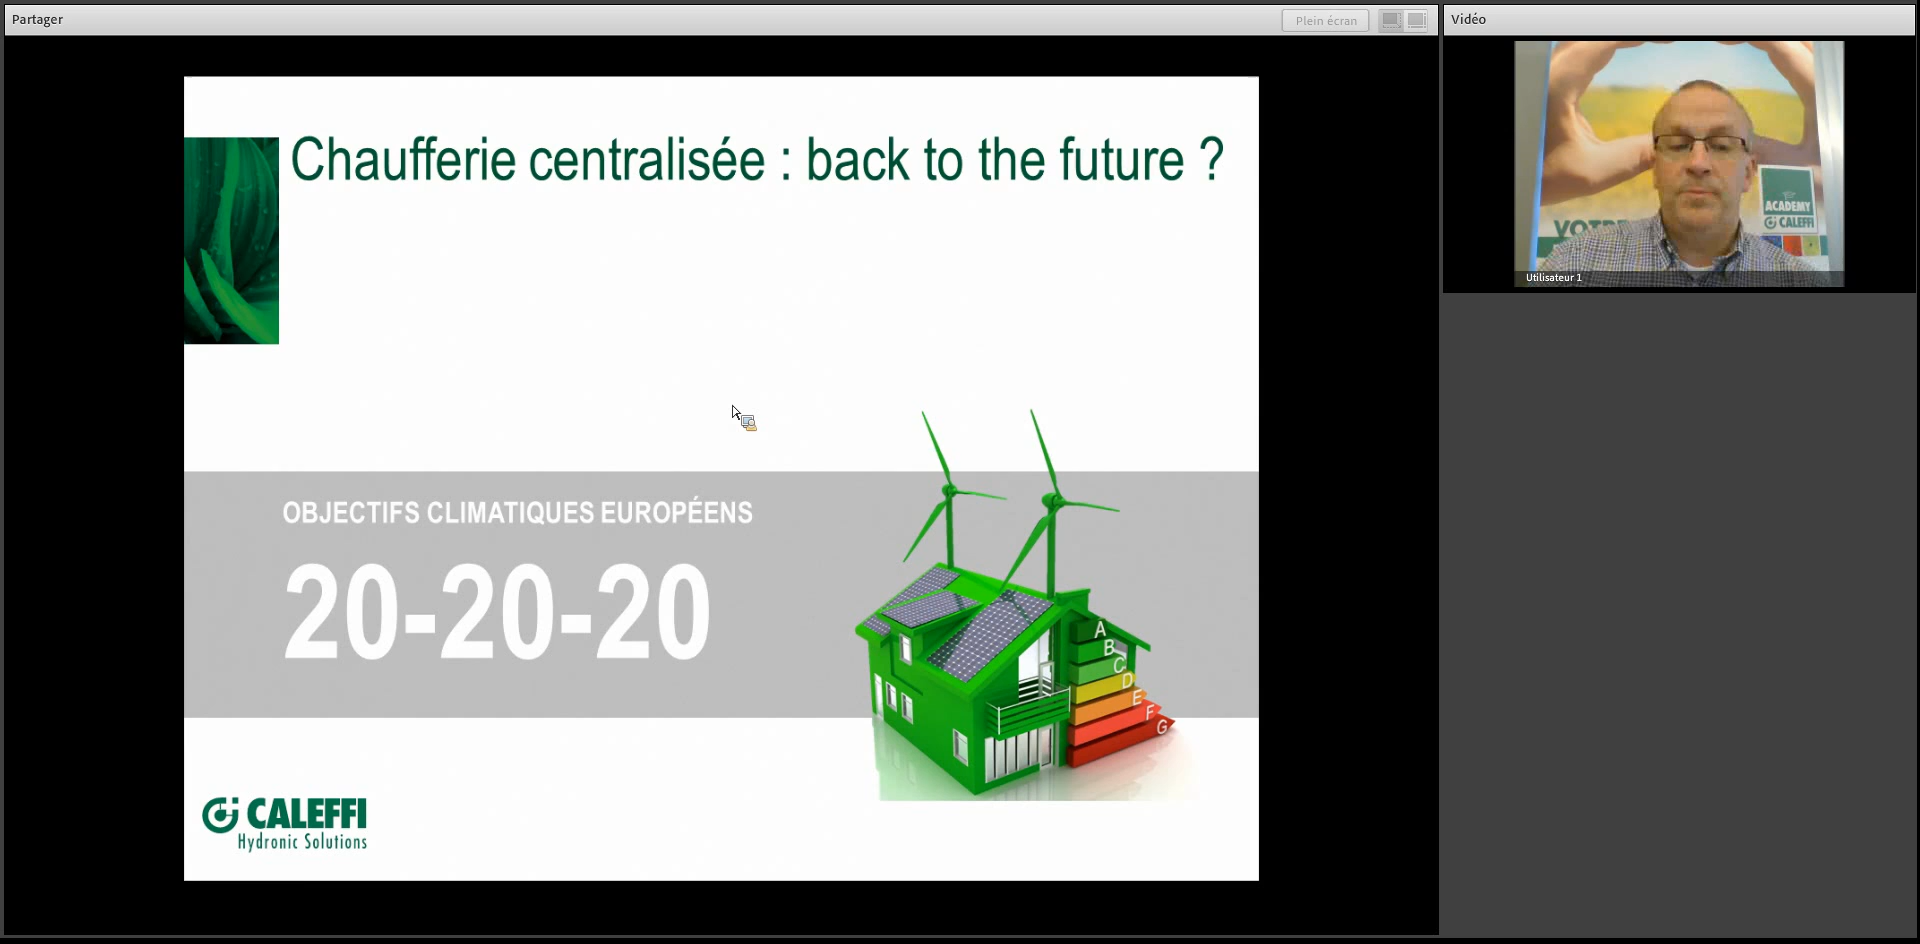 Partager
Plein écran
Vidéo
Chaufferie centralisée : back to the future ?
ACADEMY
CALEFFI
Utilisateur 1
OBJECTIFS CLIMATIQUES EUROPÉENS
20-20-20
A
B
C
D
E
F
G
CALEFFI
Hydronic Solutions